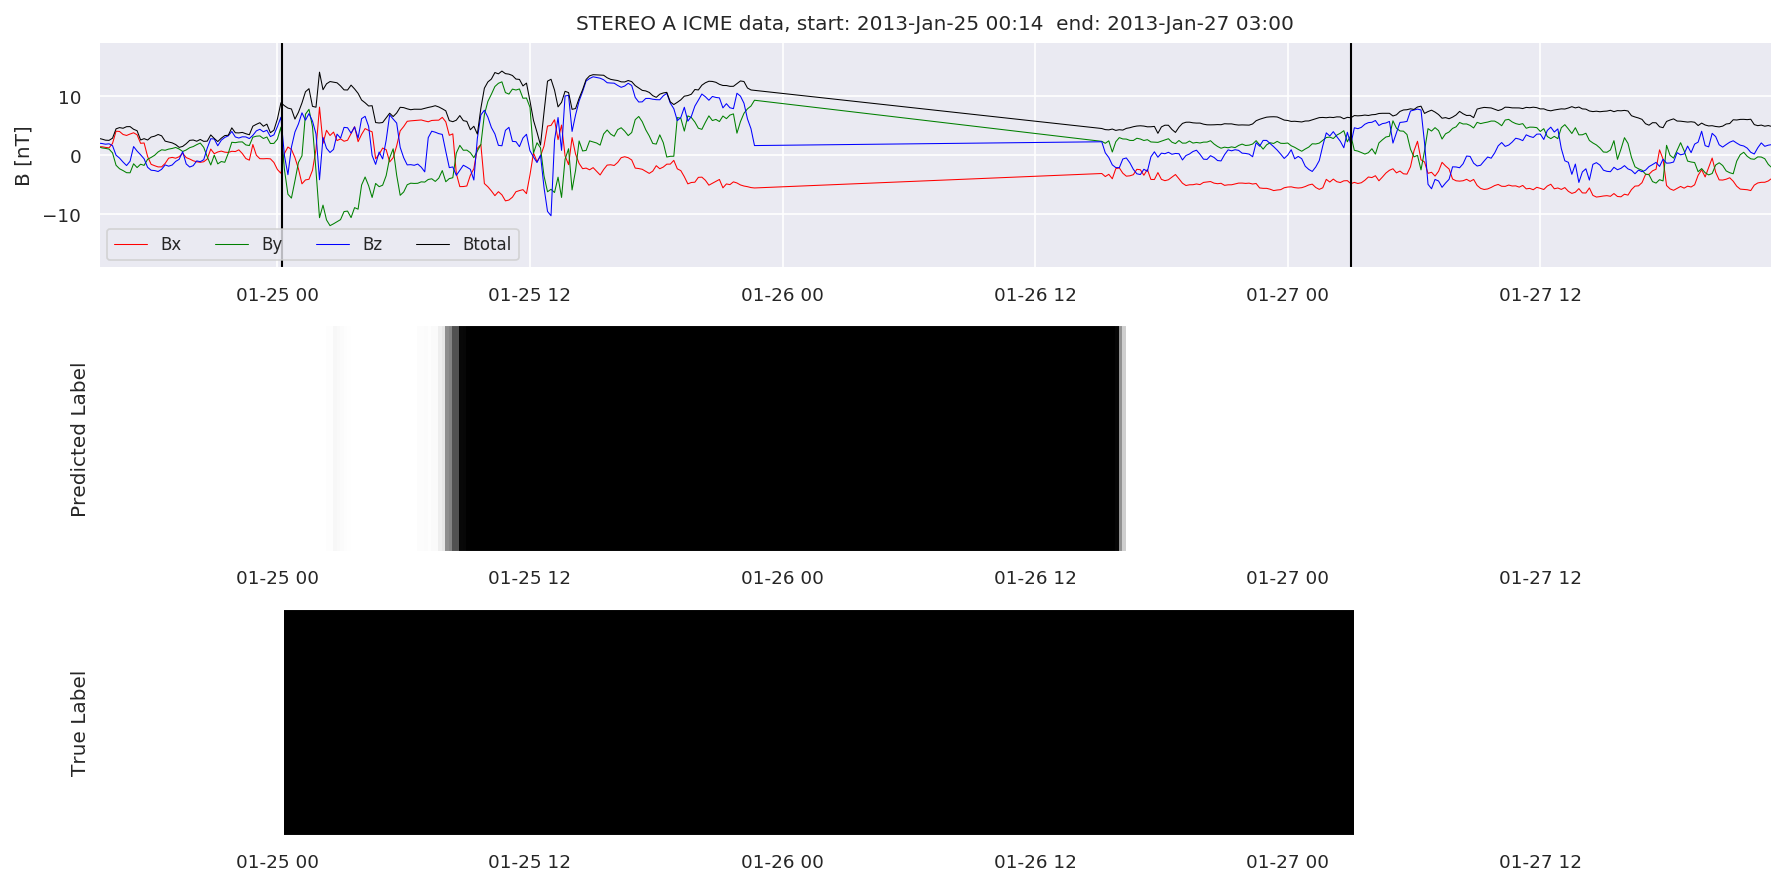 STEREO A ICME data, start: 2013-Jan-25 00:14  end: 2013-Jan-27 03:00
B [nT]
10
0
−10
Bx By Bz Btotal
01-25 00 01-25 12 01-26 00 01-26 12 01-27 00 01-27 12
Predicted Label
01-25 00 01-25 12 01-26 00 01-26 12 01-27 00 01-27 12
True Label
01-25 00 01-25 12 01-26 00 01-26 12 01-27 00 01-27 12